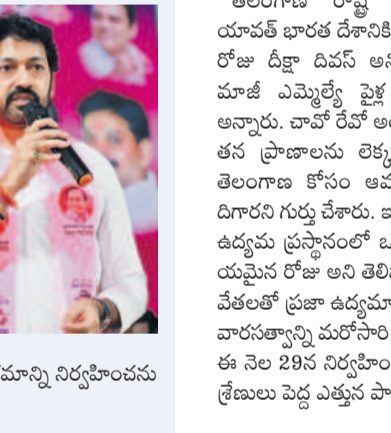 తెలంగాణ రాష్ట్ర
యావత్ భారత దేశానికి
రోజు దీక్షా దివస్ అని
మాజీ ఎమ్మెల్యే పైళ్ల
అన్నారు. చావో రేవో అ
తన ప్రాణాలను లెక్క
తెలంగాణ కోసం ఆమ
దిగారని గుర్తు చేశారు. ఇ
ఉద్యమ ప్రస్థానంలో ఒ
యమైన రోజు అని తెలి
వేతలతో ప్రజా ఉద్యమా
వారసత్వాన్ని మరోసారి
ఈ నెల 29న నిర్వహిం
శ్రేణులు పెద్ద ఎత్తున పా
మాన్ని నిర్వహించను